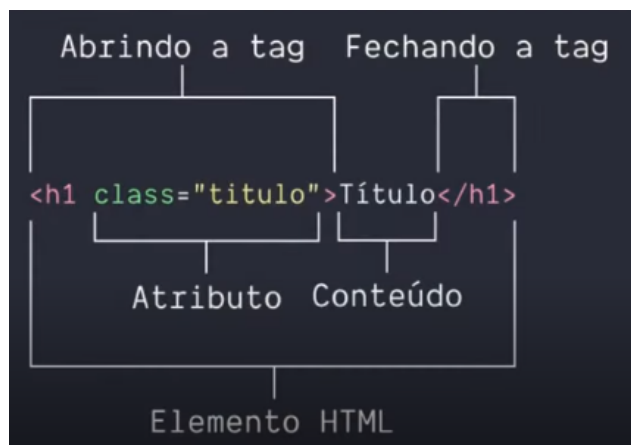 Abrindo a tag Fechando a tag
<h1 class="titulo">Título</h1>
Atributo Conteúdo
Elemento HTML